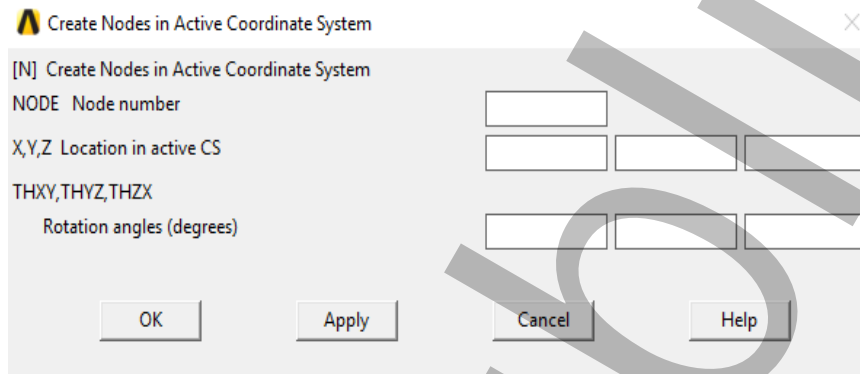 Create Nodes in Active Coordinate System
[N] Create Nodes in Active Coordinate System
NODE Node number
X,Y,Z Location in active CS
THXY,THYZ,THZX
Rotation angles (degrees)
OK Apply Cancel Help